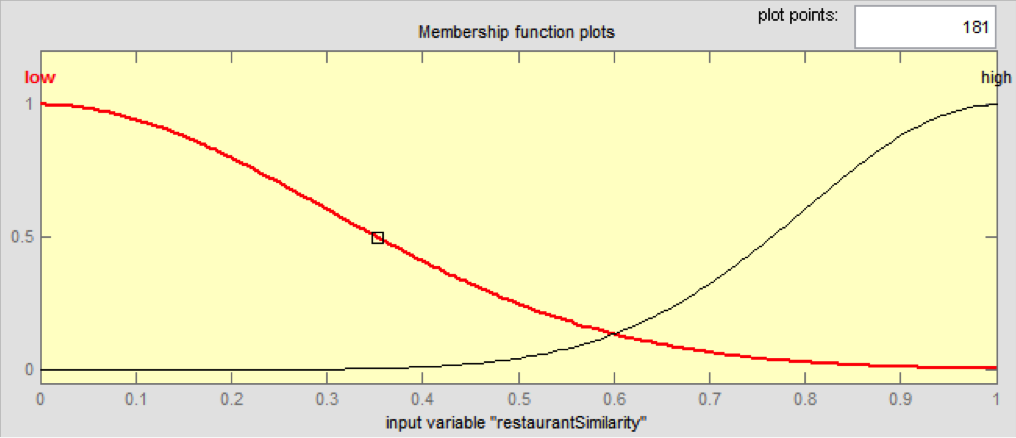 plot points: 181
Membership function plots
low high
1
0.5
0
0 0.1 0.2 0.3 0.4 0.5 0.6 0.7 0.8 0.9 1
input variable "restaurantSimilarity"